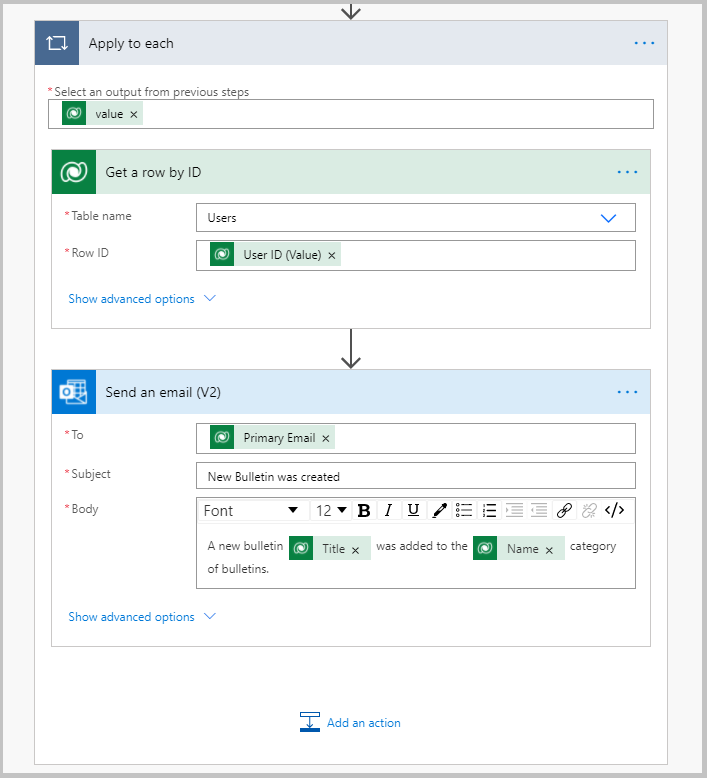 Apply to each
*Select an output from previous steps
value ×
Get a row by ID
*Table name
Users
*Row ID
User ID (Value) ×
Show advanced options
Send an email (V2)
*To
Primary Email ×
*Subject
New Bulletin was created
*Body
Font 12 B I U
A new bulletin Title × was added to the Name × category
of bulletins.
Show advanced options
Add an action